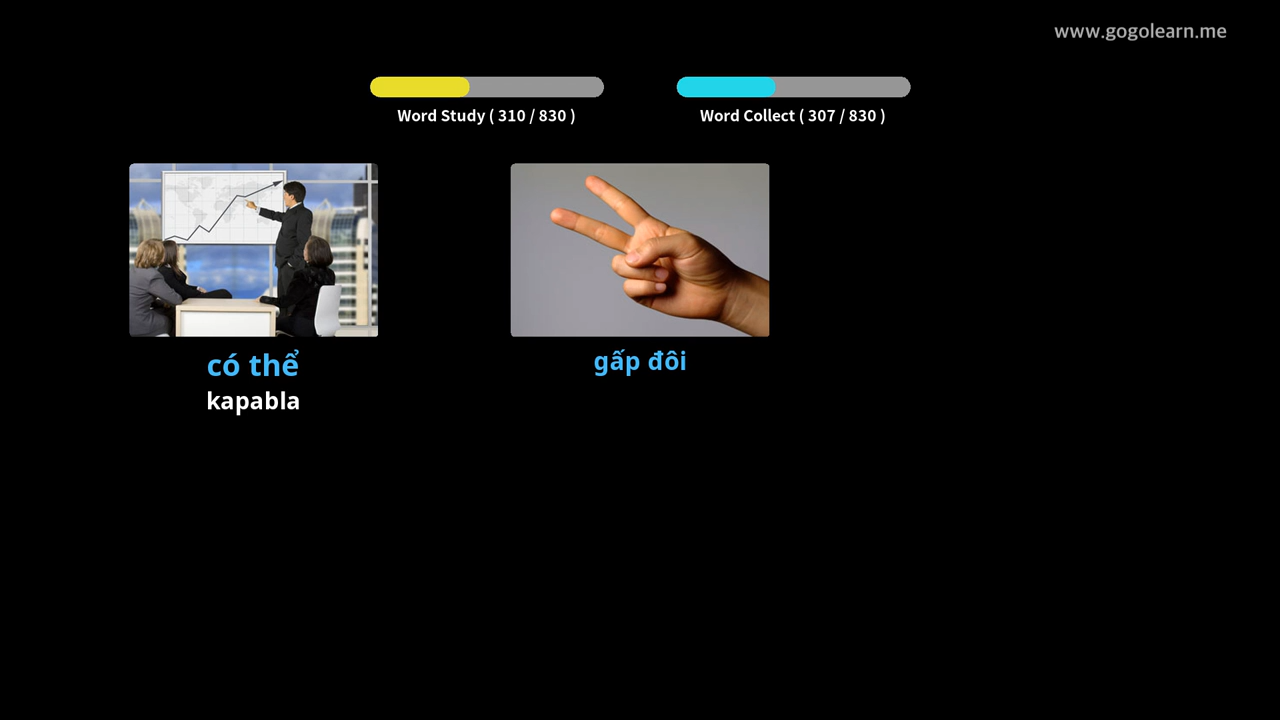 www.gogolearn.me
Word Study ( 310 / 830 )
Word Collect ( 307 / 830 )
có thể
kapabla
gấp đôi